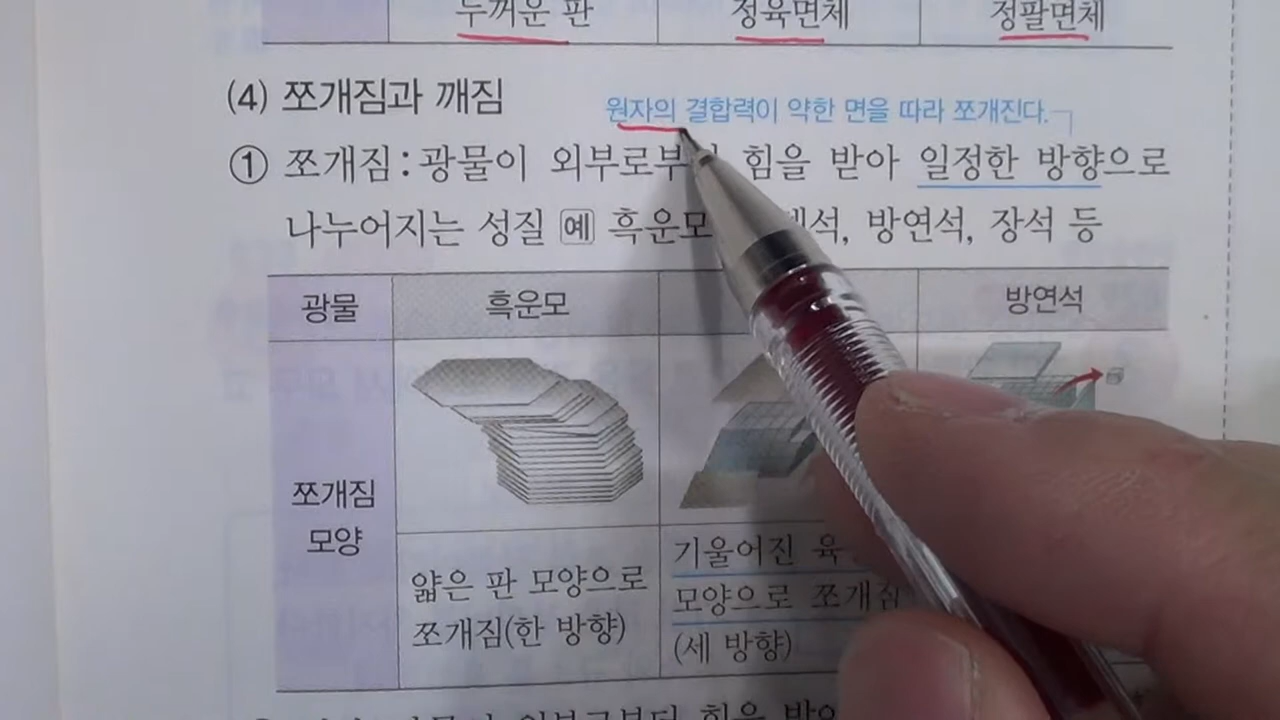 두꺼운 판 정육면체 정팔면체
(4) 쪼개짐과 깨짐
원자의 결합력이 약한 면을 따라 쪼개진다.
① 쪼개짐 : 광물이 외부로부 힘을 받아 일정한 방향으로
나누어지는 성질 예 흑운모 석, 방연석, 장석 등
광물 흑운모 방연석
쪼개짐
모양
얇은 판 모양으로
쪼개짐(한 방향)
기울어진 육
모양으로 쪼개짐
(세 방향)